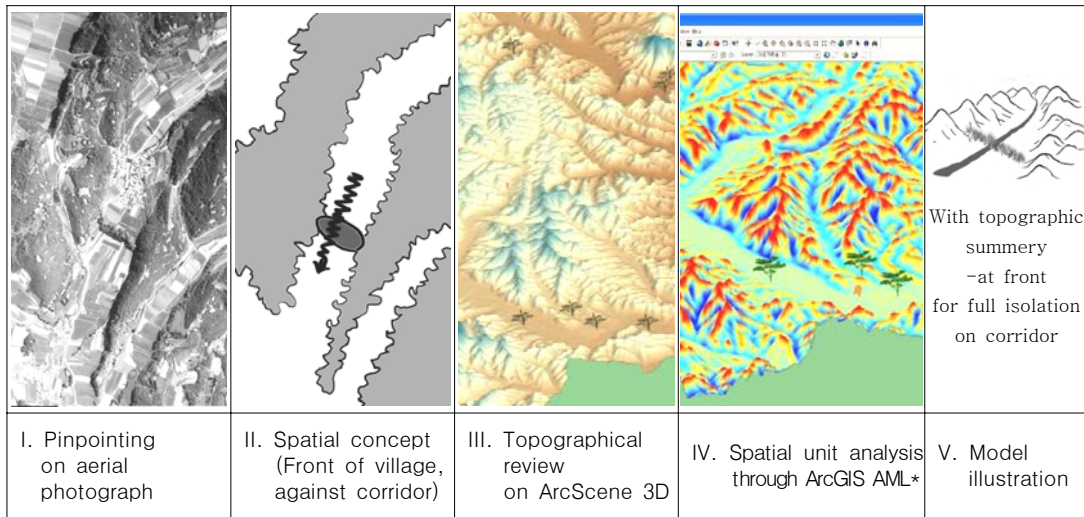 With topographic
summery
-at front
for full isolation
on corridor
I. Pinpointing
on aerial
photograph
II. Spatial concept
(Front of village,
against corridor)
III. Topographical
review
on ArcScene 3D
IV. Spatial unit analysis
through ArcGIS AML*
V. Model
illustration